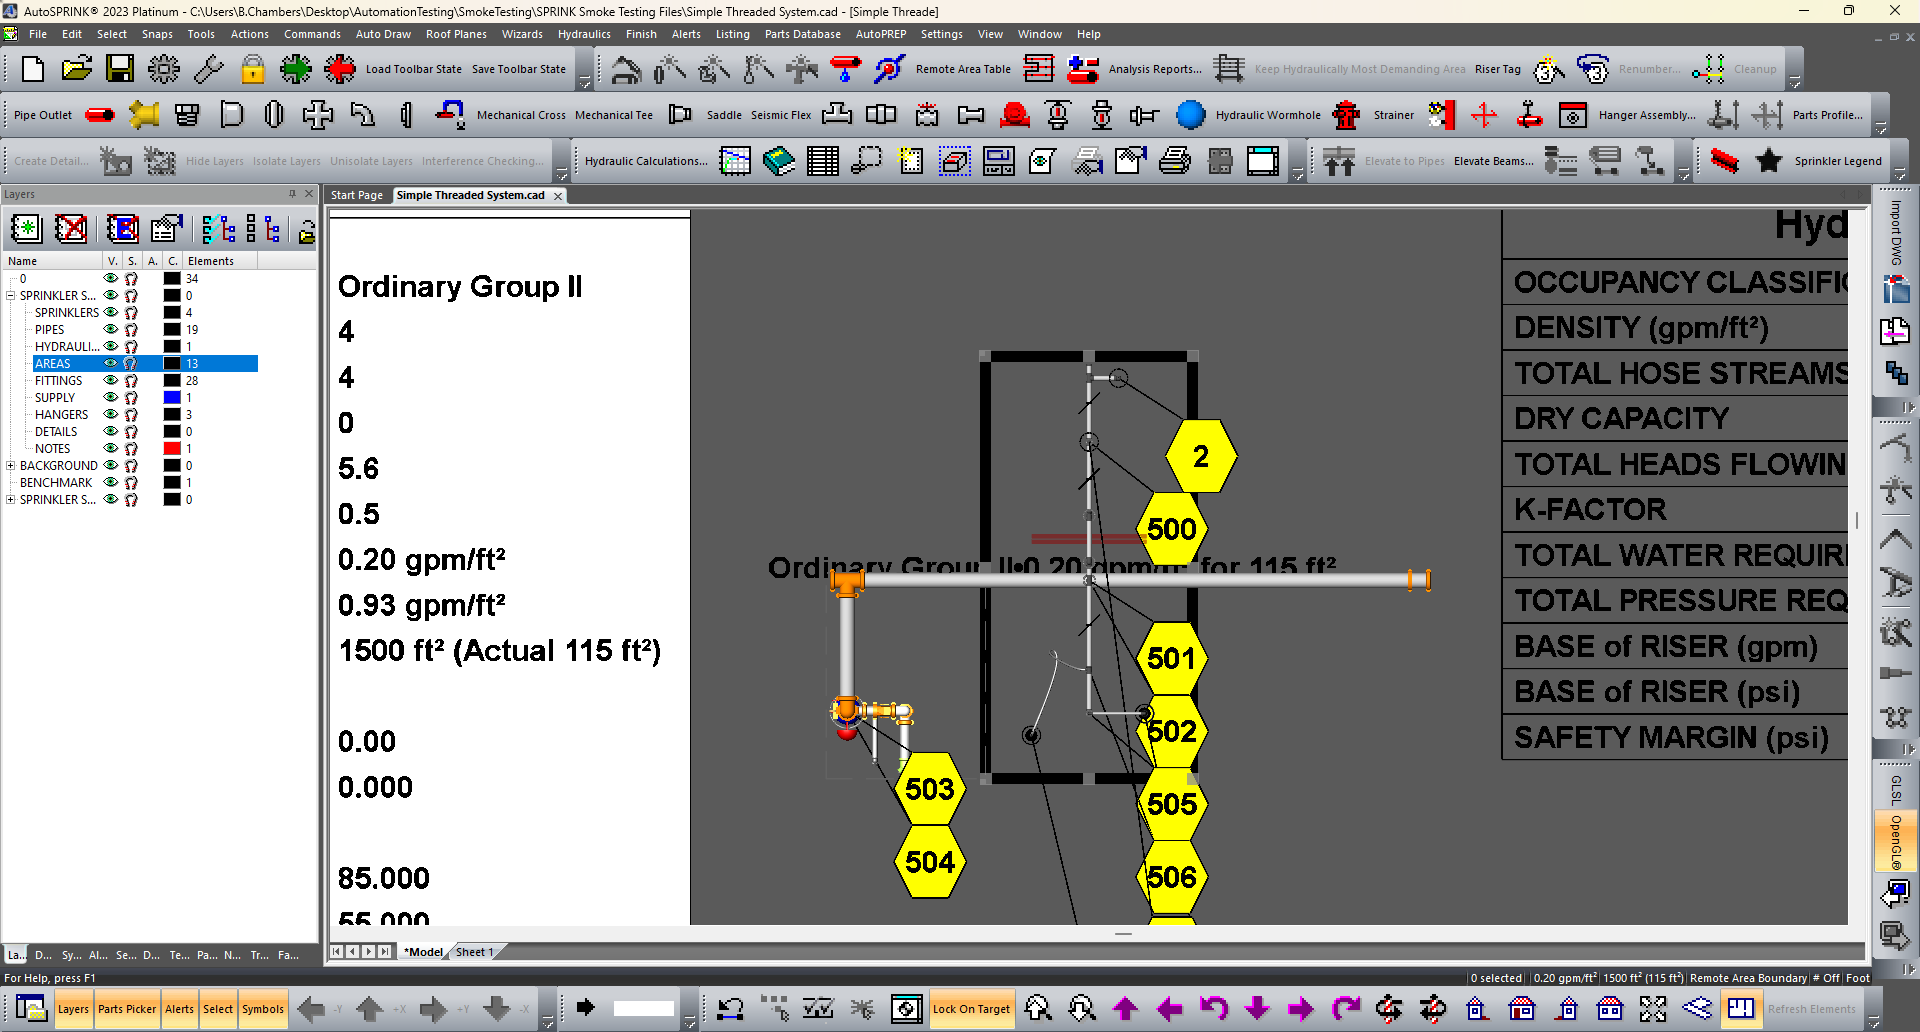 AutoSPRINK® 2023 Platinum - C:\Users\B.Chambers\Desktop\AutomationTesting\SmokeTesting\SPRINK Smoke Testing Files\Simple Threaded System.cad - [Simple Threade]
File Edit Select Snaps Tools Actions Commands Auto Draw Roof Planes Wizards Hydraulics Finish Alerts Listing Parts Database AutoPREP Settings View Window Help
Load Toolbar State Save Toolbar State Remote Area Table Analysis Reports... Keep Hydraulically Most Demanding Area Riser Tag Renumber... Cleanup
Pipe Outlet Mechanical Cross Mechanical Tee Saddle Seismic Flex Hydraulic Wormhole Strainer Hanger Assembly... Parts Profile...
Create Detail... Hide Layers Isolate Layers Unisolate Layers Interference Checking... Hydraulic Calculations... Elevate to Pipes Elevate Beams... Sprinkler Legend
Layers
Start Page Simple Threaded System.cad
Name V. S. A. C. Elements
0 34
SPRINKLER S... 0
SPRINKLERS 4
PIPES 19
HYDRAULI... 1
AREAS 13
FITTINGS 28
SUPPLY 1
HANGERS 3
DETAILS 0
NOTES 1
BACKGROUND 0
BENCHMARK 1
SPRINKLER S... 0
Ordinary Group II
4
4
0
5.6
0.5
0.20 gpm/ft²
0.93 gpm/ft²
1500 ft² (Actual 115 ft²)
0.00
0.000
85.000
55.000
2
500
Ordinary Group II•0.20 gpm/ft² for 115 ft²
501
502
503
504
505
506
Hyd
OCCUPANCY CLASSIFIC
DENSITY (gpm/ft²)
TOTAL HOSE STREAMS
DRY CAPACITY
TOTAL HEADS FLOWIN
K-FACTOR
TOTAL WATER REQUIRI
TOTAL PRESSURE REQ
BASE of RISER (gpm)
BASE of RISER (psi)
SAFETY MARGIN (psi)
Import DWG
GLSL
OpenGL®
La... D... Sy... Al... Se... D... Te... Pa... N... Tr... Fa...
*Model Sheet 1
For Help, press F1
0 selected 0.20 gpm/ft² 1500 ft² (115 ft²) Remote Area Boundary # Off Foot
Layers Parts Picker Alerts Select Symbols -Y +X +Y -X Lock On Target Refresh Elements